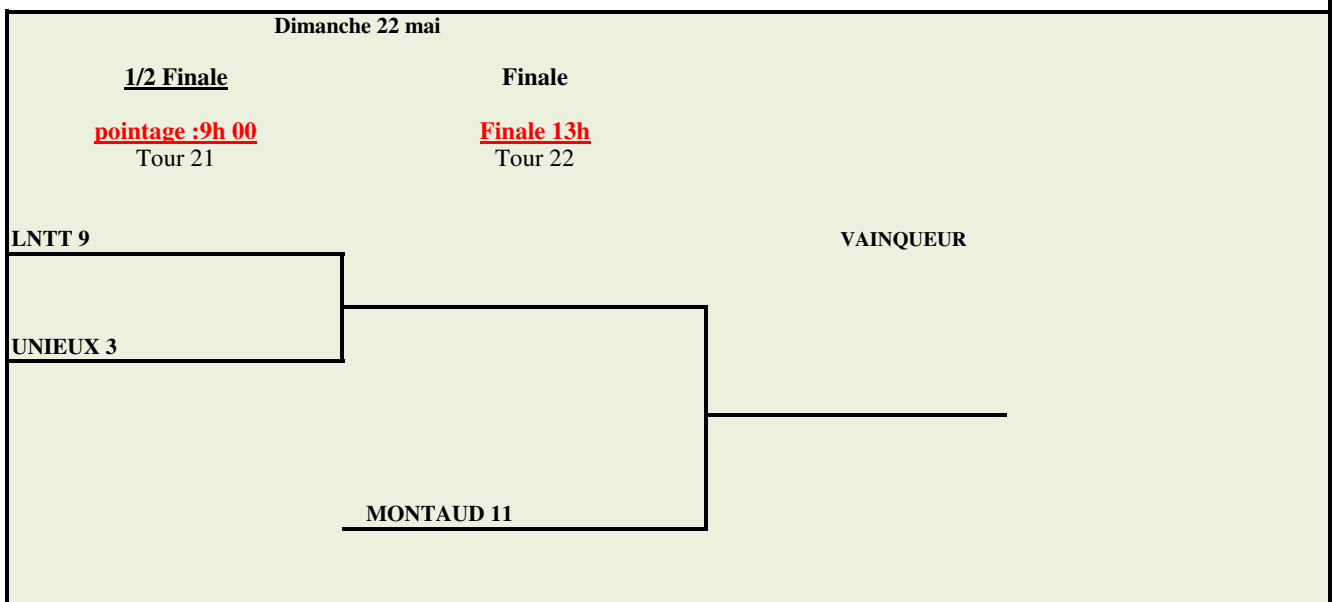 Dimanche 22 mai
1/2 Finale
Finale
pointage :9h 00
Finale 13h
Tour 21
Tour 22
LNTT 9
VAINQUEUR
UNIEUX 3
MONTAUD 11